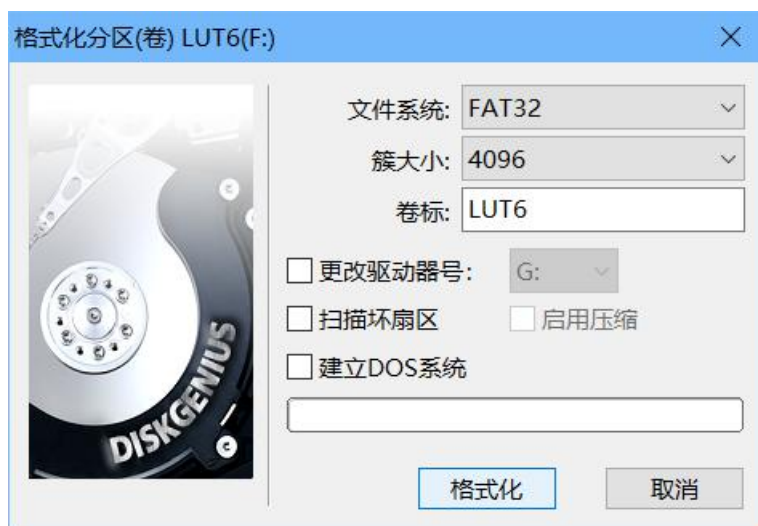 格式化分区(卷) LUT6(F:)
文件系统: FAT32
簇大小: 4096
卷标: LUT6
更改驱动器号: G:
扫描坏扇区 启用压缩
建立DOS系统
DISKGENIUS
格式化 取消